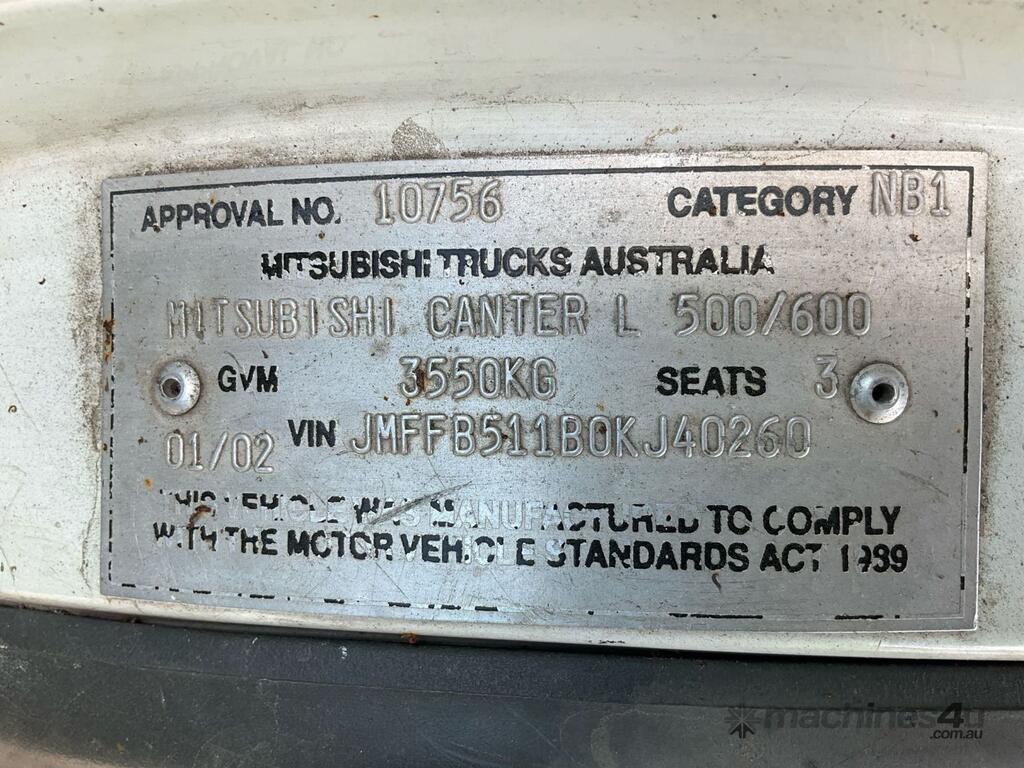 APPROVAL NO. 10756 CATEGORY NB1
MITSUBISHI TRUCKS AUSTRALIA
MITSUBISHI CANTER L 500/600
GVM 3550KG SEATS 3
01/02 VIN JMFFB511B0KJ40260
THIS VEHICLE WAS MANUFACTURED TO COMPLY
WITH THE MOTOR VEHICLE STANDARDS ACT 1989
machines4u
.com.au